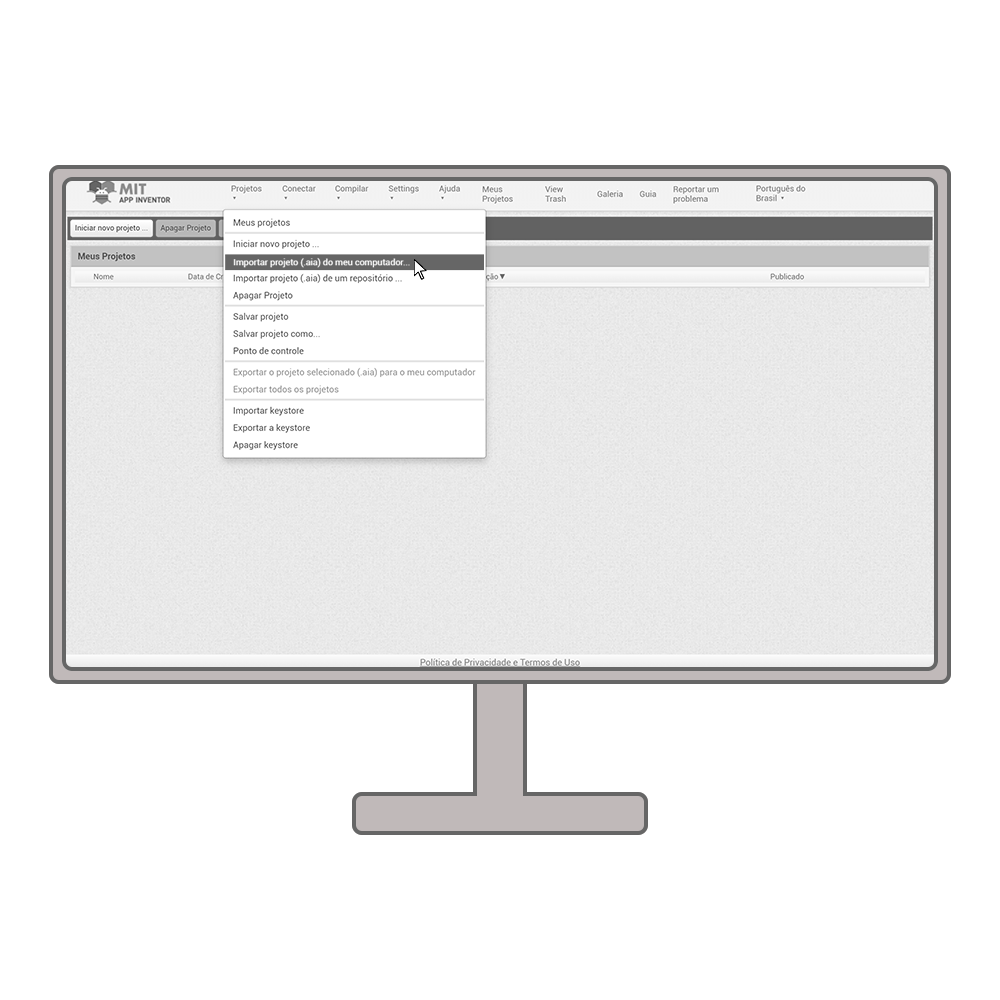 MIT
APP INVENTOR
Projetos
Conectar
Compilar
Settings
Ajuda
Meus
Projetos
View
Trash
Galeria
Guia
Reportar um
problema
Português do
Brasil
Iniciar novo projeto ...
Apagar Projeto
Meus Projetos
Nome
Data de Cr
ção▼
Publicado
Meus projetos
Iniciar novo projeto ...
Importar projeto (.aia) do meu computador...
Importar projeto (.aia) de um repositório ...
Apagar Projeto
Salvar projeto
Salvar projeto como...
Ponto de controle
Exportar o projeto selecionado (.aia) para o meu computador
Exportar todos os projetos
Importar keystore
Exportar a keystore
Apagar keystore
Política de Privacidade e Termos de Uso